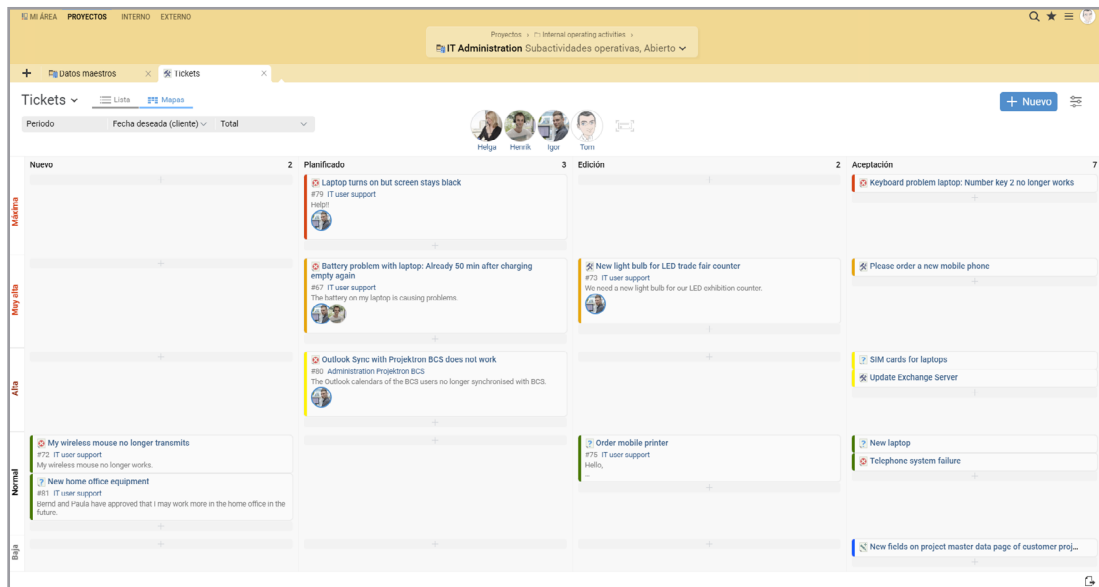 MI ÁREA PROYECTOS INTERNO EXTERNO
Proyectos › Internal operating activities ›
IT Administration Subactividades operativas, Abierto
Datos maestros × Tickets ×
Tickets Lista Mapas
+ Nuevo
Periodo Fecha deseada (cliente) Total
Helga Henrik Igor Tom
Nuevo 2 Planificado 3 Edición 2 Aceptación 7
Máxima
Laptop turns on but screen stays black
#79 IT user support
Help!!
Keyboard problem laptop: Number key 2 no longer works
Muy alta
Battery problem with laptop: Already 50 min after charging
empty again
#67 IT user support
The battery on my laptop is causing problems.
New light bulb for LED trade fair counter
#73 IT user support
We need a new light bulb for our LED exhibition counter.
Please order a new mobile phone
Alta
Outlook Sync with Projektron BCS does not work
#80 Administration Projektron BCS
The Outlook calendars of the BCS users no longer synchronised with BCS.
SIM cards for laptops
Update Exchange Server
Normal
My wireless mouse no longer transmits
#72 IT user support
My wireless mouse no longer works.
New home office equipment
#81 IT user support
Bernd and Paula have approved that I may work more in the home office in the
future.
Order mobile printer
#75 IT user support
Hello,
...
New laptop
Telephone system failure
Baja
New fields on project master data page of customer proj...